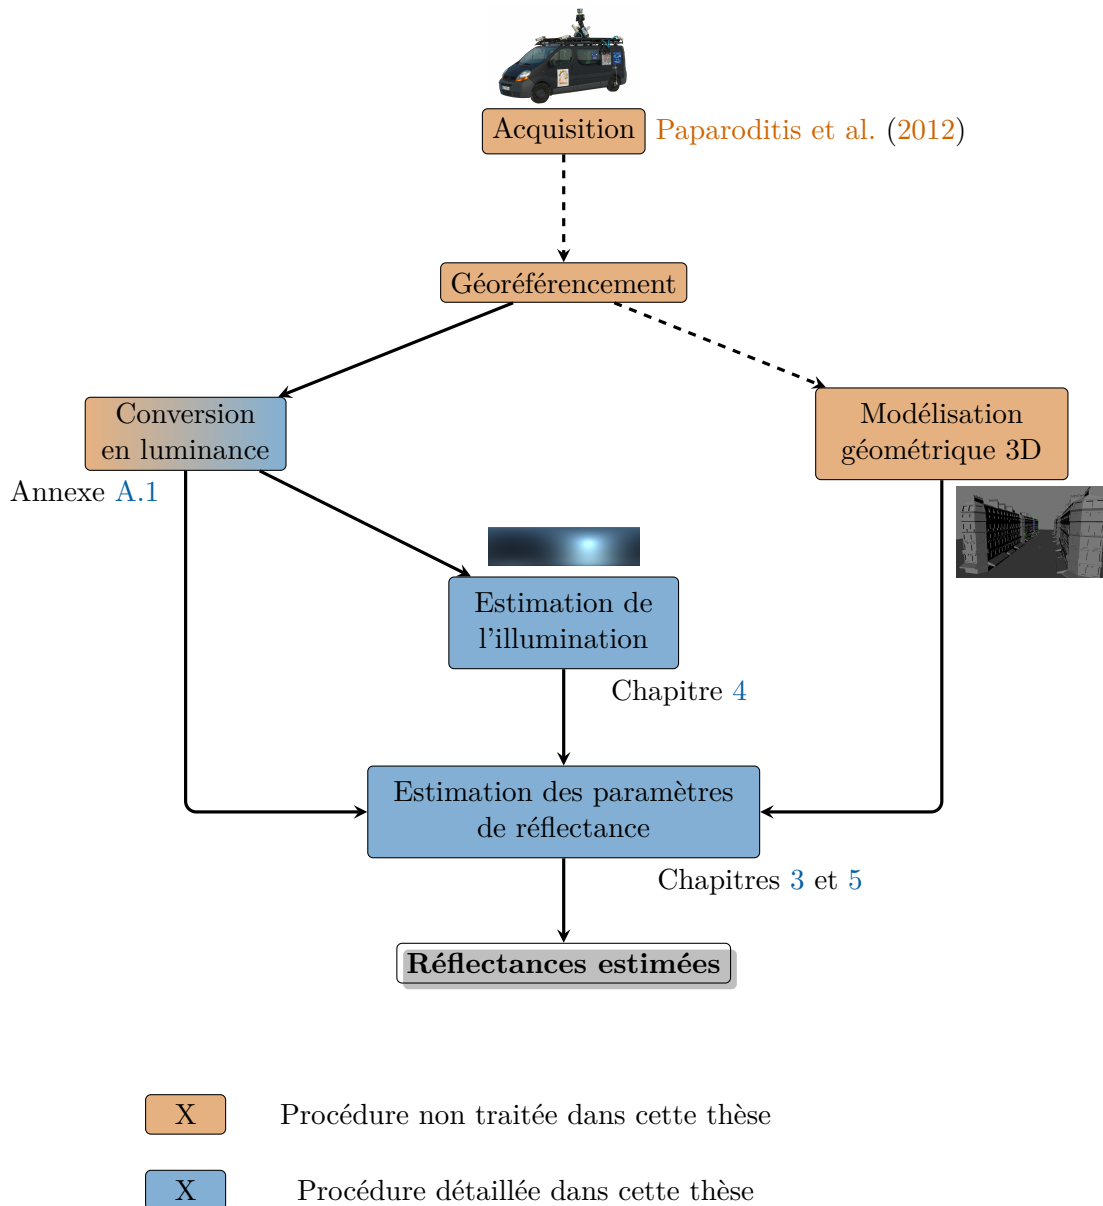 Acquisition Paparoditis et al. (2012)
Géoréférencement
Conversion
en luminance
Annexe A.1
Modélisation
géométrique 3D
Estimation de
l'illumination
Chapitre 4
Estimation des paramètres
de réflectance
Chapitres 3 et 5
Réflectances estimées
X Procédure non traitée dans cette thèse
X Procédure détaillée dans cette thèse